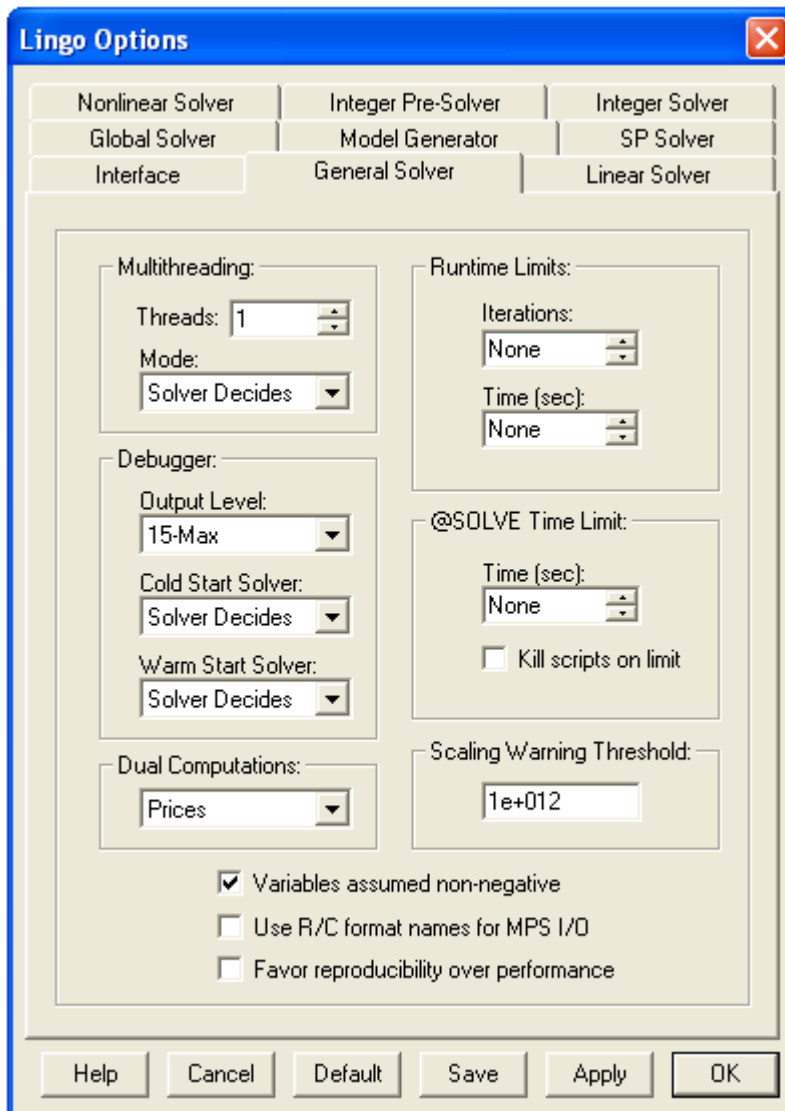 Lingo Options
Nonlinear Solver
Integer Pre-Solver
Integer Solver
Global Solver
Model Generator
SP Solver
Interface
General Solver
Linear Solver
Multithreading:
Threads: 1
Mode:
Solver Decides
Debugger:
Output Level:
15-Max
Cold Start Solver:
Solver Decides
Warm Start Solver:
Solver Decides
Dual Computations:
Prices
Runtime Limits:
Iterations:
None
Time (sec):
None
@SOLVE Time Limit:
Time (sec):
None
Kill scripts on limit
Scaling Warning Threshold:
1e+012
Variables assumed non-negative
Use R/C format names for MPS I/O
Favor reproducibility over performance
Help
Cancel
Default
Save
Apply
OK